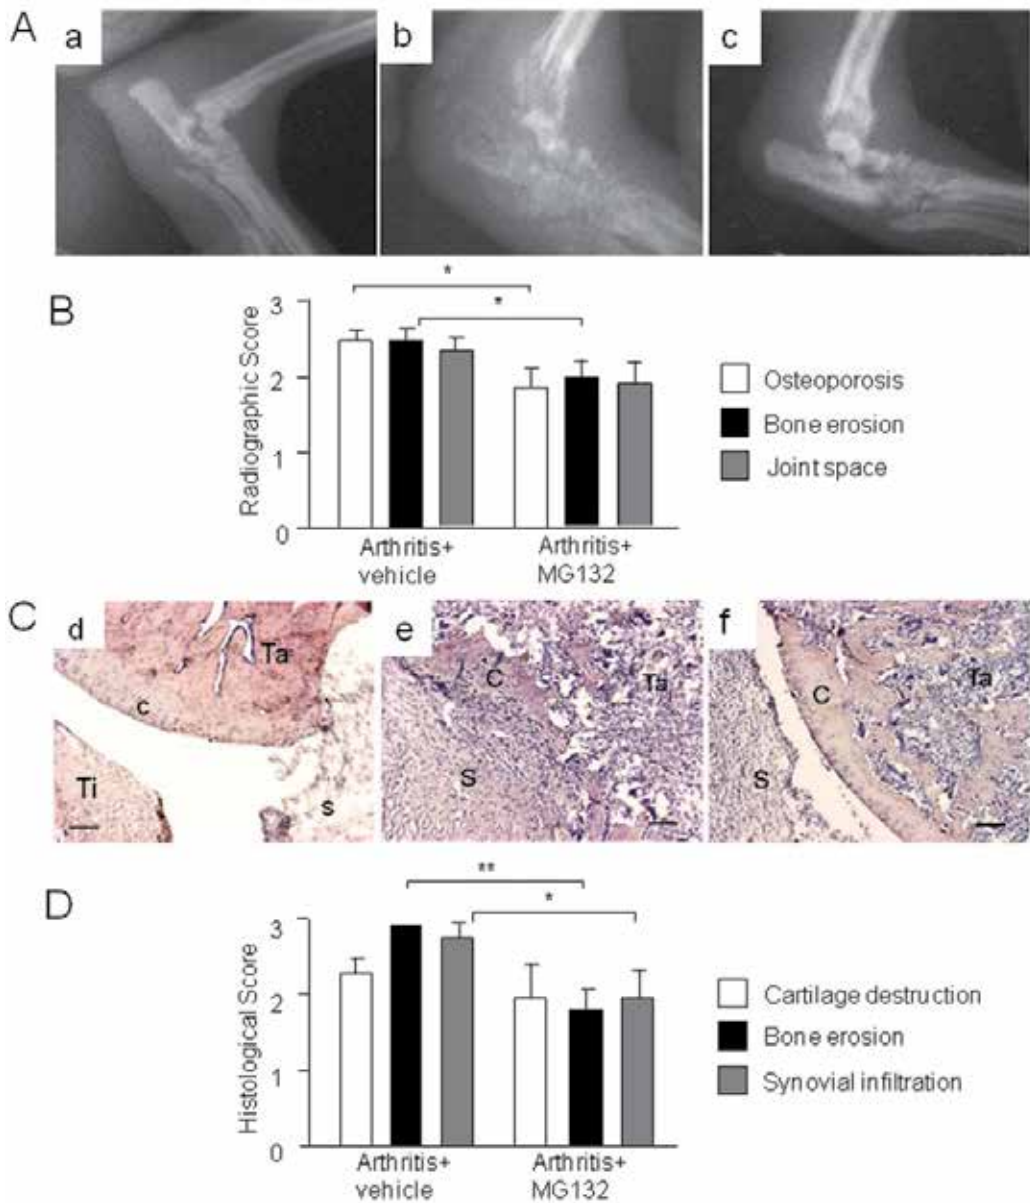 A
a
b
c
B
*
*
Radiographic Score
3
2
1
0
Arthritis+
vehicle
Arthritis+
MG132
Osteoporosis
Bone erosion
Joint space
C
d
Ta
c
Ti
s
e
C
Ta
S
f
C
Ta
S
D
**
*
Histological Score
3
2
1
0
Arthritis+
vehicle
Arthritis+
MG132
Cartilage destruction
Bone erosion
Synovial infiltration